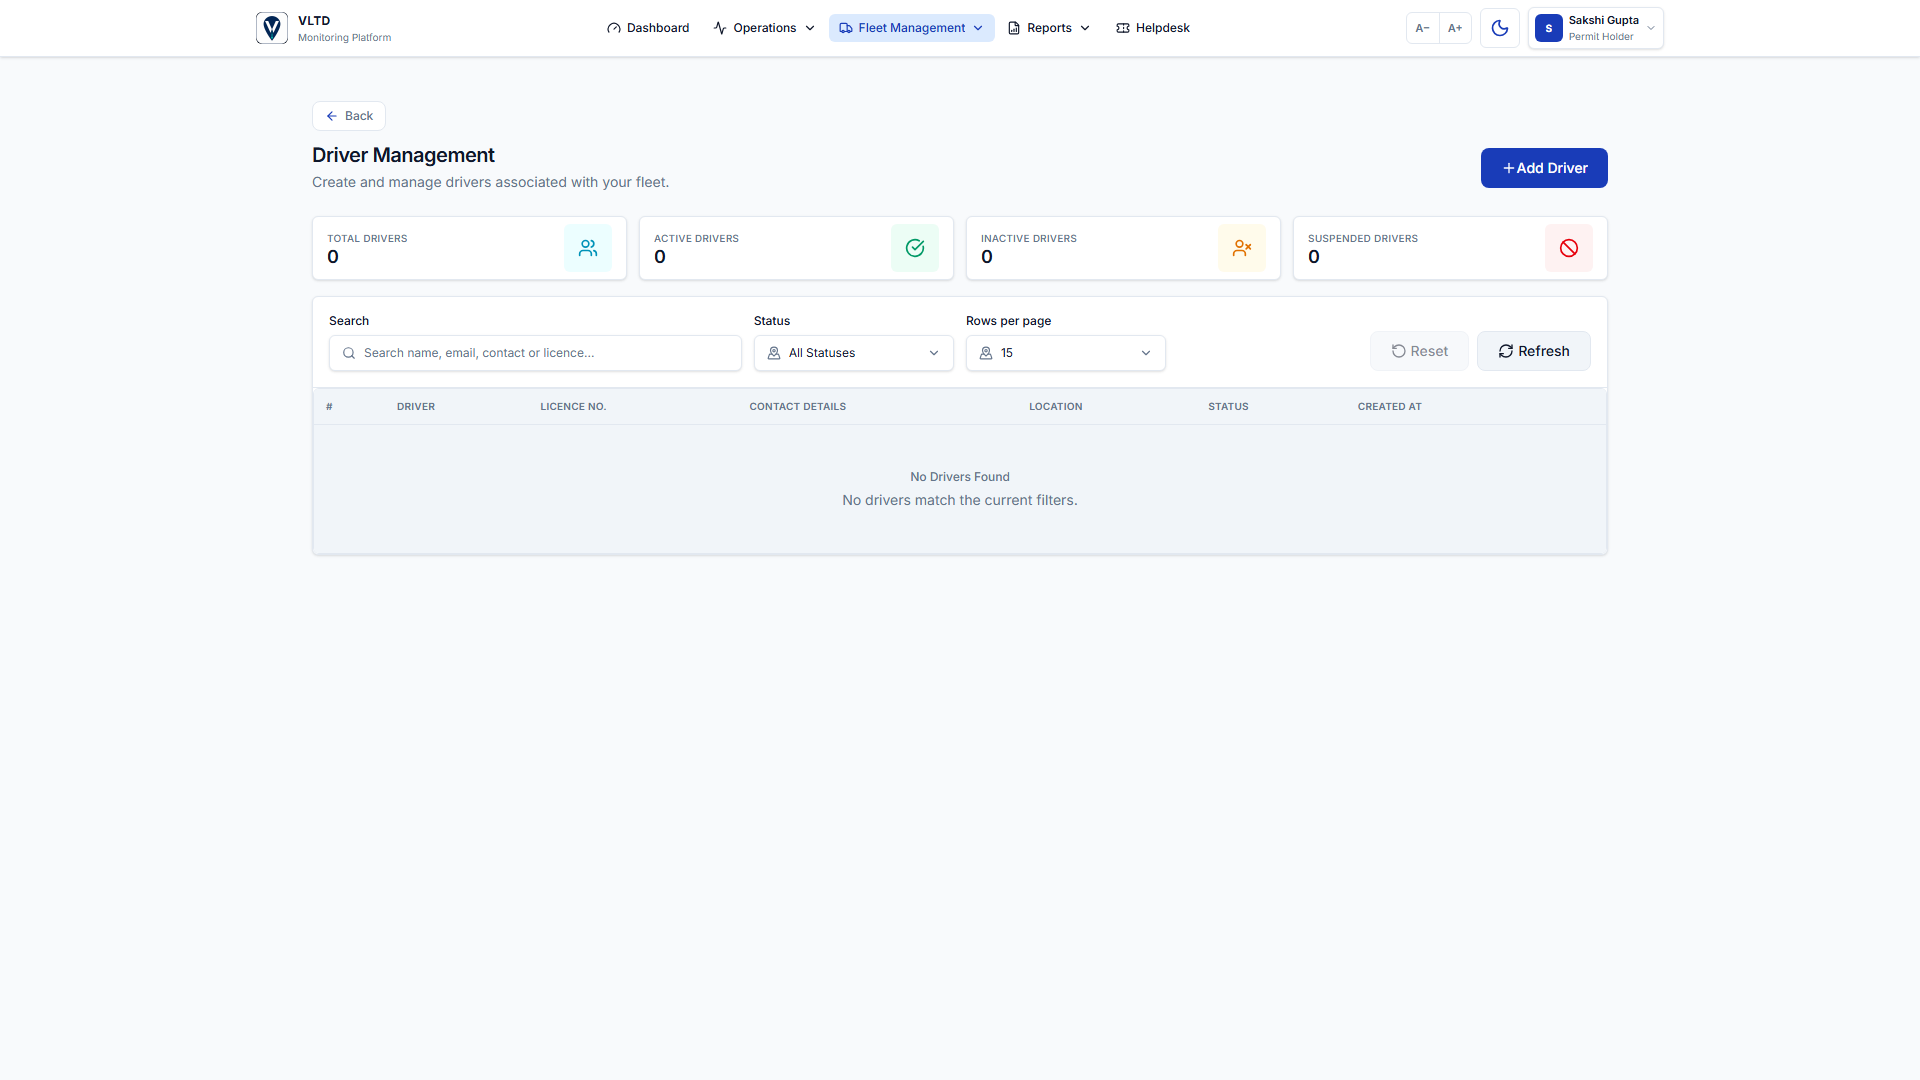 VLTD
Monitoring Platform
Dashboard
Operations
Fleet Management
Reports
Helpdesk
A−
A+
S
Sakshi Gupta
Permit Holder
Back
Driver Management
Create and manage drivers associated with your fleet.
+Add Driver
TOTAL DRIVERS
0
ACTIVE DRIVERS
0
INACTIVE DRIVERS
0
SUSPENDED DRIVERS
0
Search
Search name, email, contact or licence...
Status
All Statuses
Rows per page
15
Reset
Refresh
# DRIVER LICENCE NO. CONTACT DETAILS LOCATION STATUS CREATED AT
No Drivers Found
No drivers match the current filters.